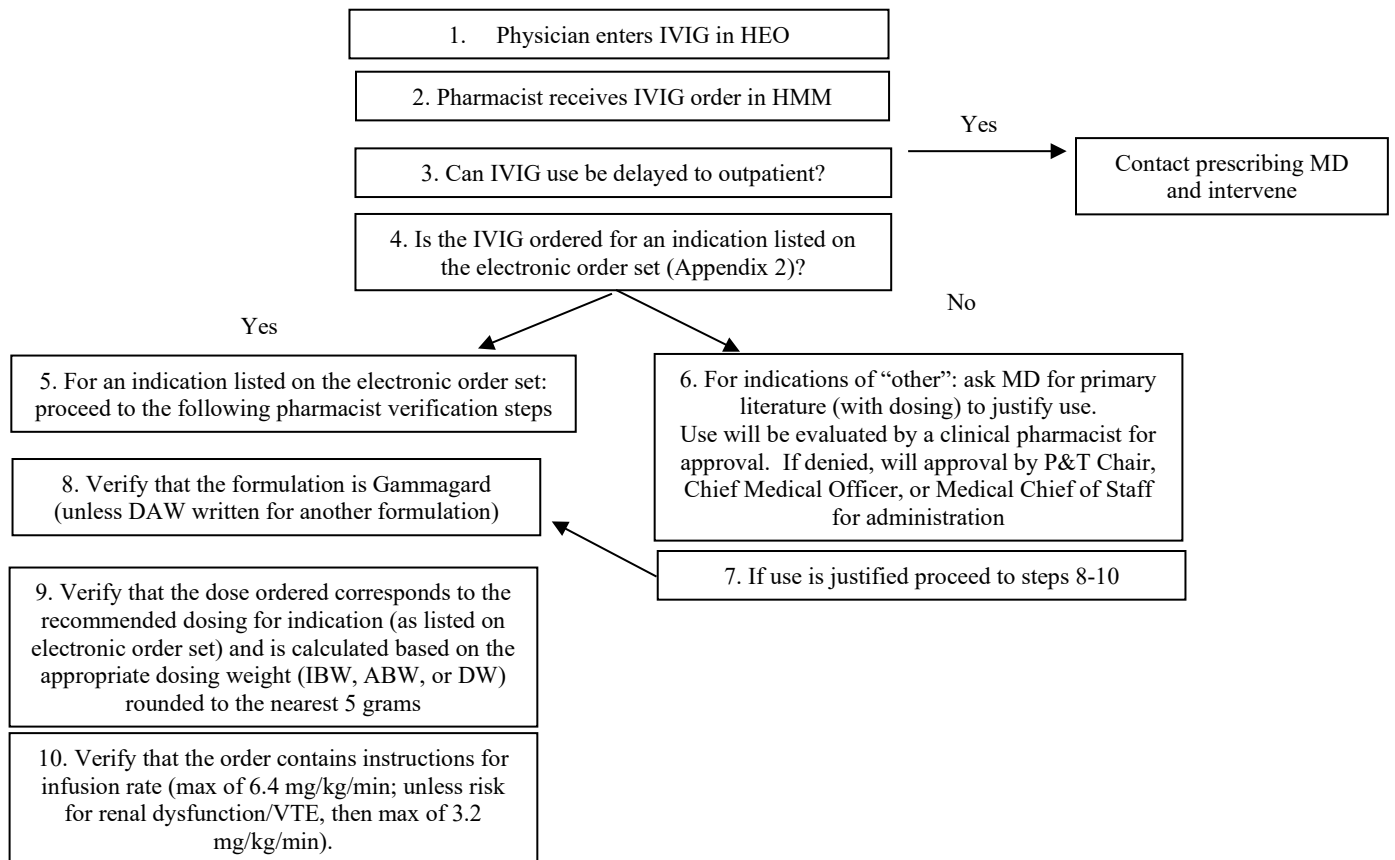 1. Physician enters IVIG in HEO
2. Pharmacist receives IVIG order in HMM
Yes
3. Can IVIG use be delayed to outpatient?
Contact prescribing MD
and intervene
4. Is the IVIG ordered for an indication listed on
the electronic order set (Appendix 2)?
No
Yes
5. For an indication listed on the electronic order set:
proceed to the following pharmacist verification steps
6. For indications of “other”: ask MD for primary
literature (with dosing) to justify use.
Use will be evaluated by a clinical pharmacist for
approval.  If denied, will approval by P&T Chair,
Chief Medical Officer, or Medical Chief of Staff
for administration
8. Verify that the formulation is Gammagard
(unless DAW written for another formulation)
7. If use is justified proceed to steps 8-10
9. Verify that the dose ordered corresponds to the
recommended dosing for indication (as listed on
electronic order set) and is calculated based on the
appropriate dosing weight (IBW, ABW, or DW)
rounded to the nearest 5 grams
10. Verify that the order contains instructions for
infusion rate (max of 6.4 mg/kg/min; unless risk
for renal dysfunction/VTE, then max of 3.2
mg/kg/min).